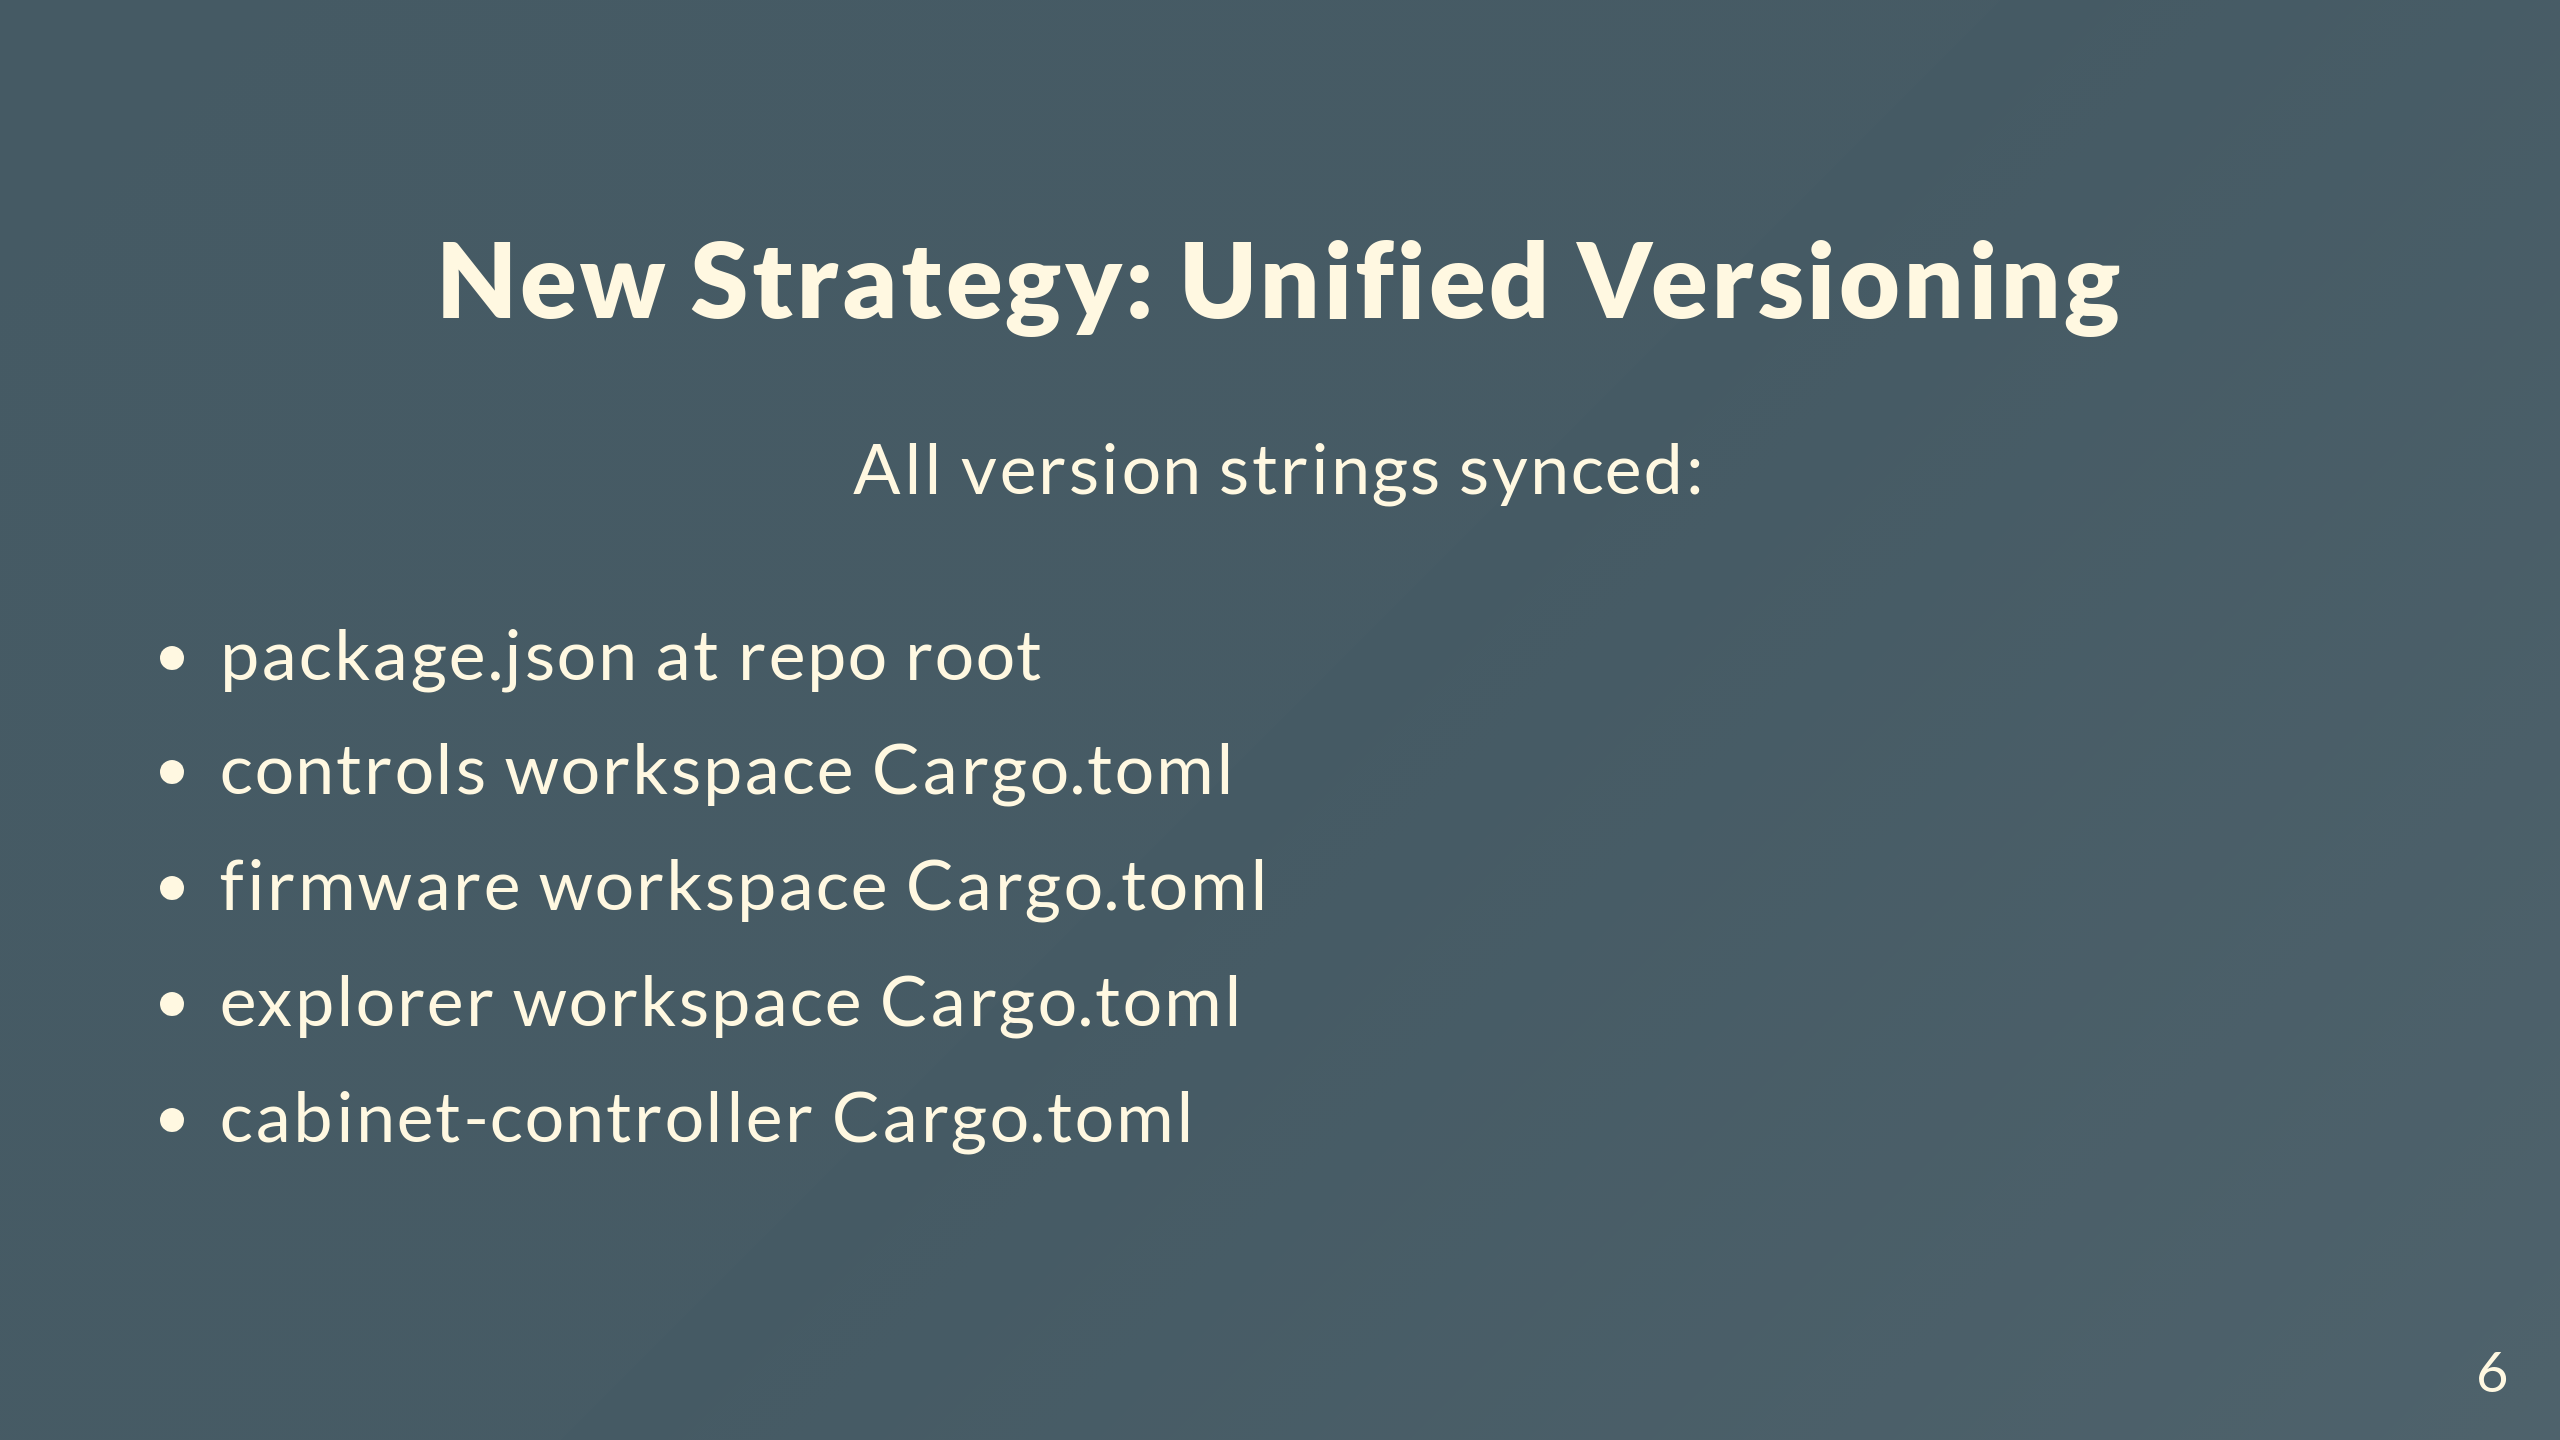 New Strategy: Unified Versioning
All version strings synced:
• package.json at repo root
• controls workspace Cargo.toml
• firmware workspace Cargo.toml
• explorer workspace Cargo.toml
• cabinet-controller Cargo.toml
6